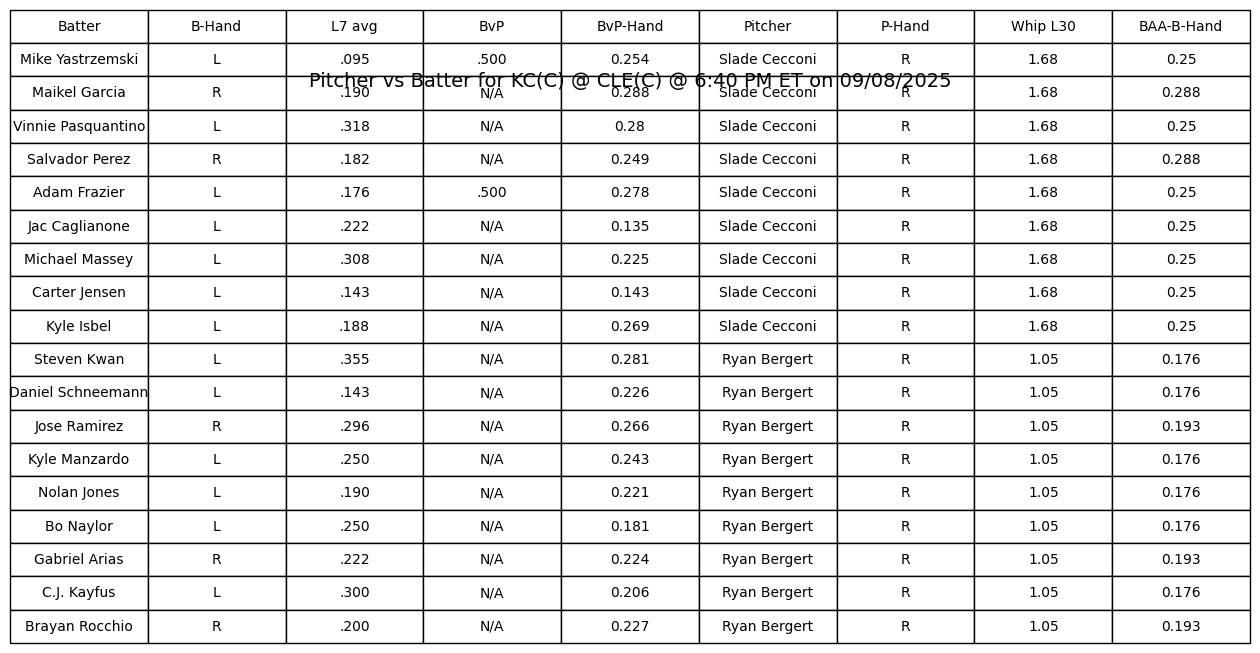 Batter B-Hand L7 avg BvP BvP-Hand Pitcher P-Hand Whip L30 BAA-B-Hand
Mike Yastrzemski L .095 .500 0.254 Slade Cecconi R 1.68 0.25
Pitcher vs Batter for KC(C) @ CLE(C) @ 6:40 PM ET on 09/08/2025
Maikel Garcia R .190 N/A 0.288 Slade Cecconi R 1.68 0.288
Vinnie Pasquantino L .318 N/A 0.28 Slade Cecconi R 1.68 0.25
Salvador Perez R .182 N/A 0.249 Slade Cecconi R 1.68 0.288
Adam Frazier L .176 .500 0.278 Slade Cecconi R 1.68 0.25
Jac Caglianone L .222 N/A 0.135 Slade Cecconi R 1.68 0.25
Michael Massey L .308 N/A 0.225 Slade Cecconi R 1.68 0.25
Carter Jensen L .143 N/A 0.143 Slade Cecconi R 1.68 0.25
Kyle Isbel L .188 N/A 0.269 Slade Cecconi R 1.68 0.25
Steven Kwan L .355 N/A 0.281 Ryan Bergert R 1.05 0.176
Daniel Schneemann L .143 N/A 0.226 Ryan Bergert R 1.05 0.176
Jose Ramirez R .296 N/A 0.266 Ryan Bergert R 1.05 0.193
Kyle Manzardo L .250 N/A 0.243 Ryan Bergert R 1.05 0.176
Nolan Jones L .190 N/A 0.221 Ryan Bergert R 1.05 0.176
Bo Naylor L .250 N/A 0.181 Ryan Bergert R 1.05 0.176
Gabriel Arias R .222 N/A 0.224 Ryan Bergert R 1.05 0.193
C.J. Kayfus L .300 N/A 0.206 Ryan Bergert R 1.05 0.176
Brayan Rocchio R .200 N/A 0.227 Ryan Bergert R 1.05 0.193